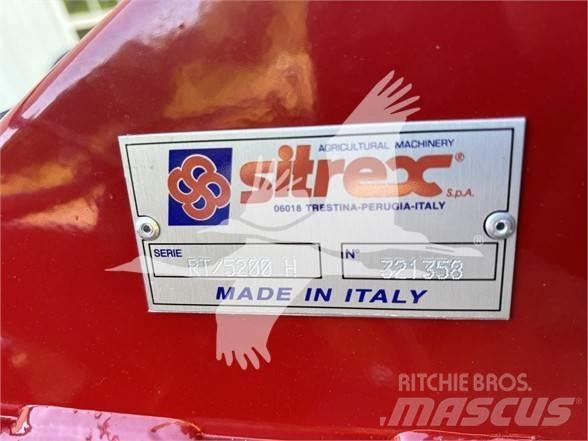 AGRICULTURAL MACHINERY
sitrex® S.p.A.
06018 TRESTINA-PERUGIA-ITALY
SERIE RT/5200 H N° 321358
MADE IN ITALY
®
RITCHIE BROS.
MASCUS